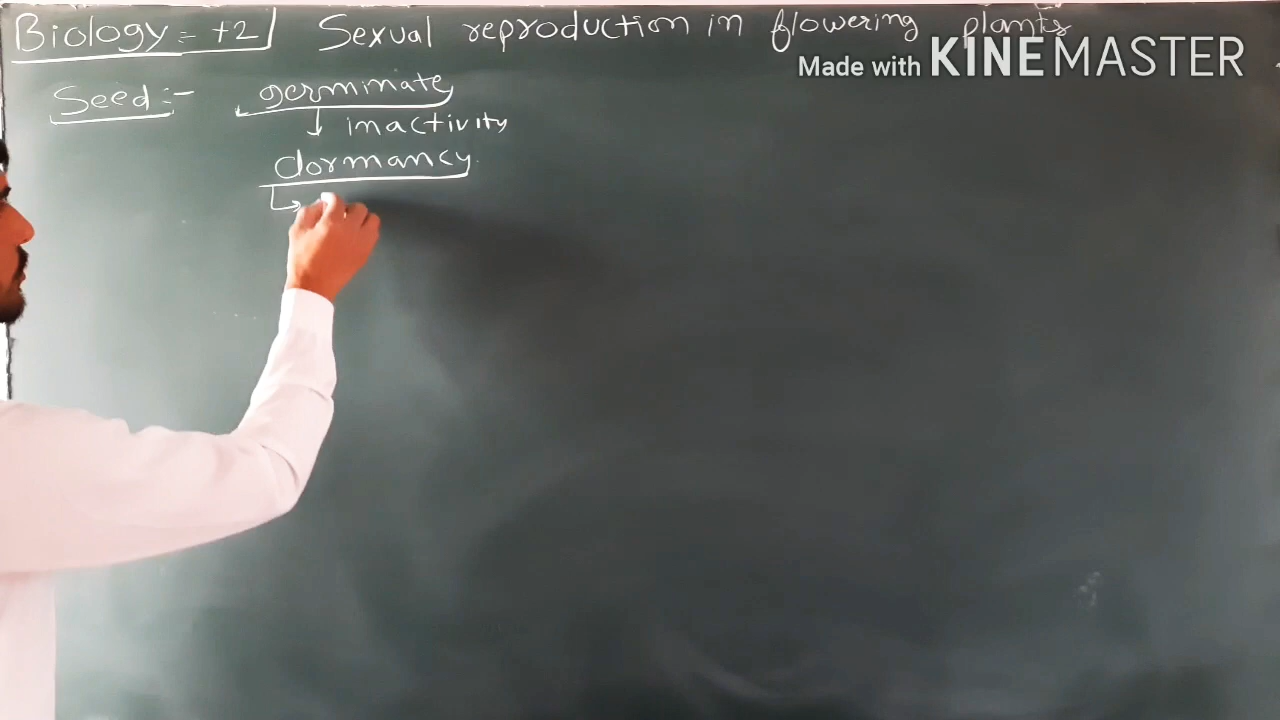 Biology = +2 Sexual reproduction in flowering plants
Made with KINEMASTER
Seed :- germinate
↓ inactivity
dormancy